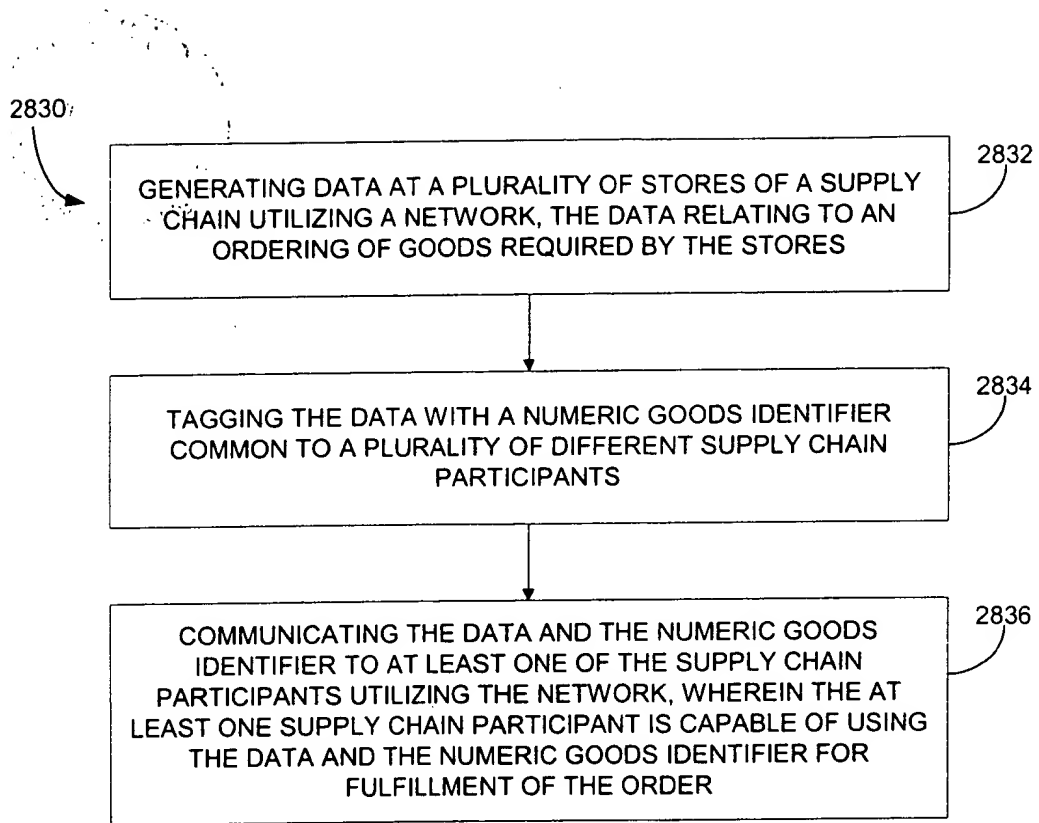 2830
2832
GENERATING DATA AT A PLURALITY OF STORES OF A SUPPLY
CHAIN UTILIZING A NETWORK, THE DATA RELATING TO AN
ORDERING OF GOODS REQUIRED BY THE STORES
2834
TAGGING THE DATA WITH A NUMERIC GOODS IDENTIFIER
COMMON TO A PLURALITY OF DIFFERENT SUPPLY CHAIN
PARTICIPANTS
2836
COMMUNICATING THE DATA AND THE NUMERIC GOODS
IDENTIFIER TO AT LEAST ONE OF THE SUPPLY CHAIN
PARTICIPANTS UTILIZING THE NETWORK, WHEREIN THE AT
LEAST ONE SUPPLY CHAIN PARTICIPANT IS CAPABLE OF USING
THE DATA AND THE NUMERIC GOODS IDENTIFIER FOR
FULFILLMENT OF THE ORDER